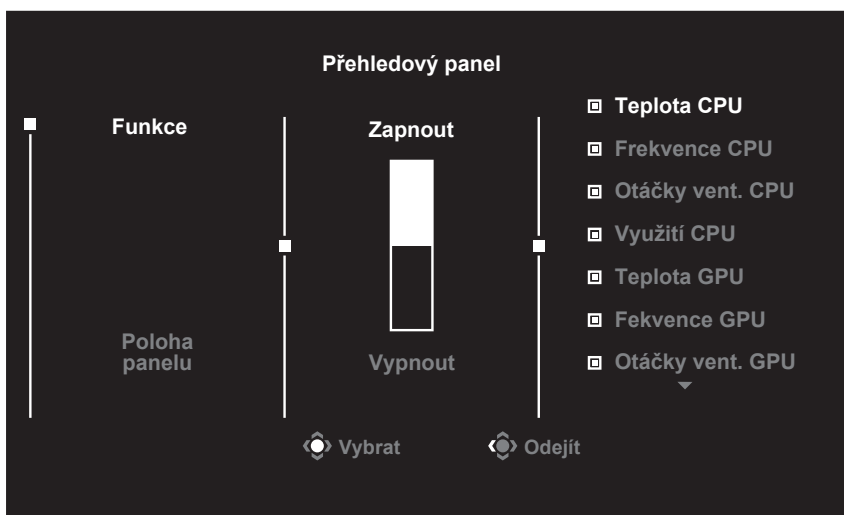 Přehledový panel
Funkce
Poloha
panelu
Zapnout
Vypnout
Teplota CPU
Frekvence CPU
Otáčky vent. CPU
Využití CPU
Teplota GPU
Fekvence GPU
Otáčky vent. GPU
Vybrat
Odejít